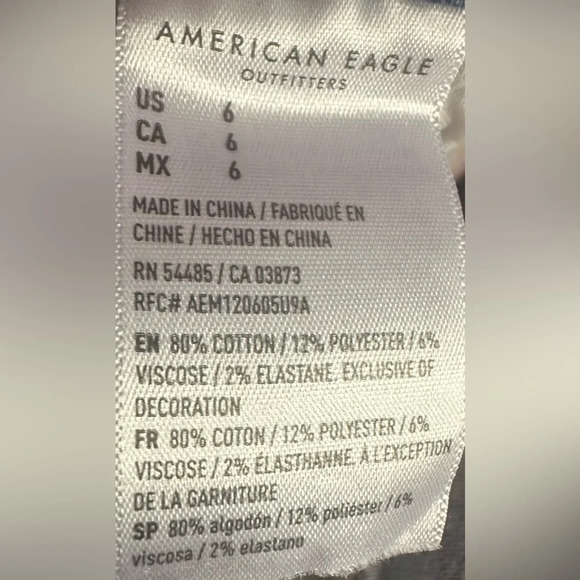 AMERICAN EAGLE
OUTFITTERS
US 6
CA 6
MX 6
MADE IN CHINA / FABRIQUÉ EN
CHINE / HECHO EN CHINA
RN 54485 / CA 03873
RFC# AEM120605U9A
EN 80% COTTON / 12% POLYESTER / 6%
VISCOSE / 2% ELASTANE. EXCLUSIVE OF
DECORATION
FR 80% COTON / 12% POLYESTER / 6%
VISCOSE / 2% ÉLASTHANNE. À L'EXCEPTION
DE LA GARNITURE
SP 80% algodón / 12% poliéster / 6%
viscosa / 2% elastano